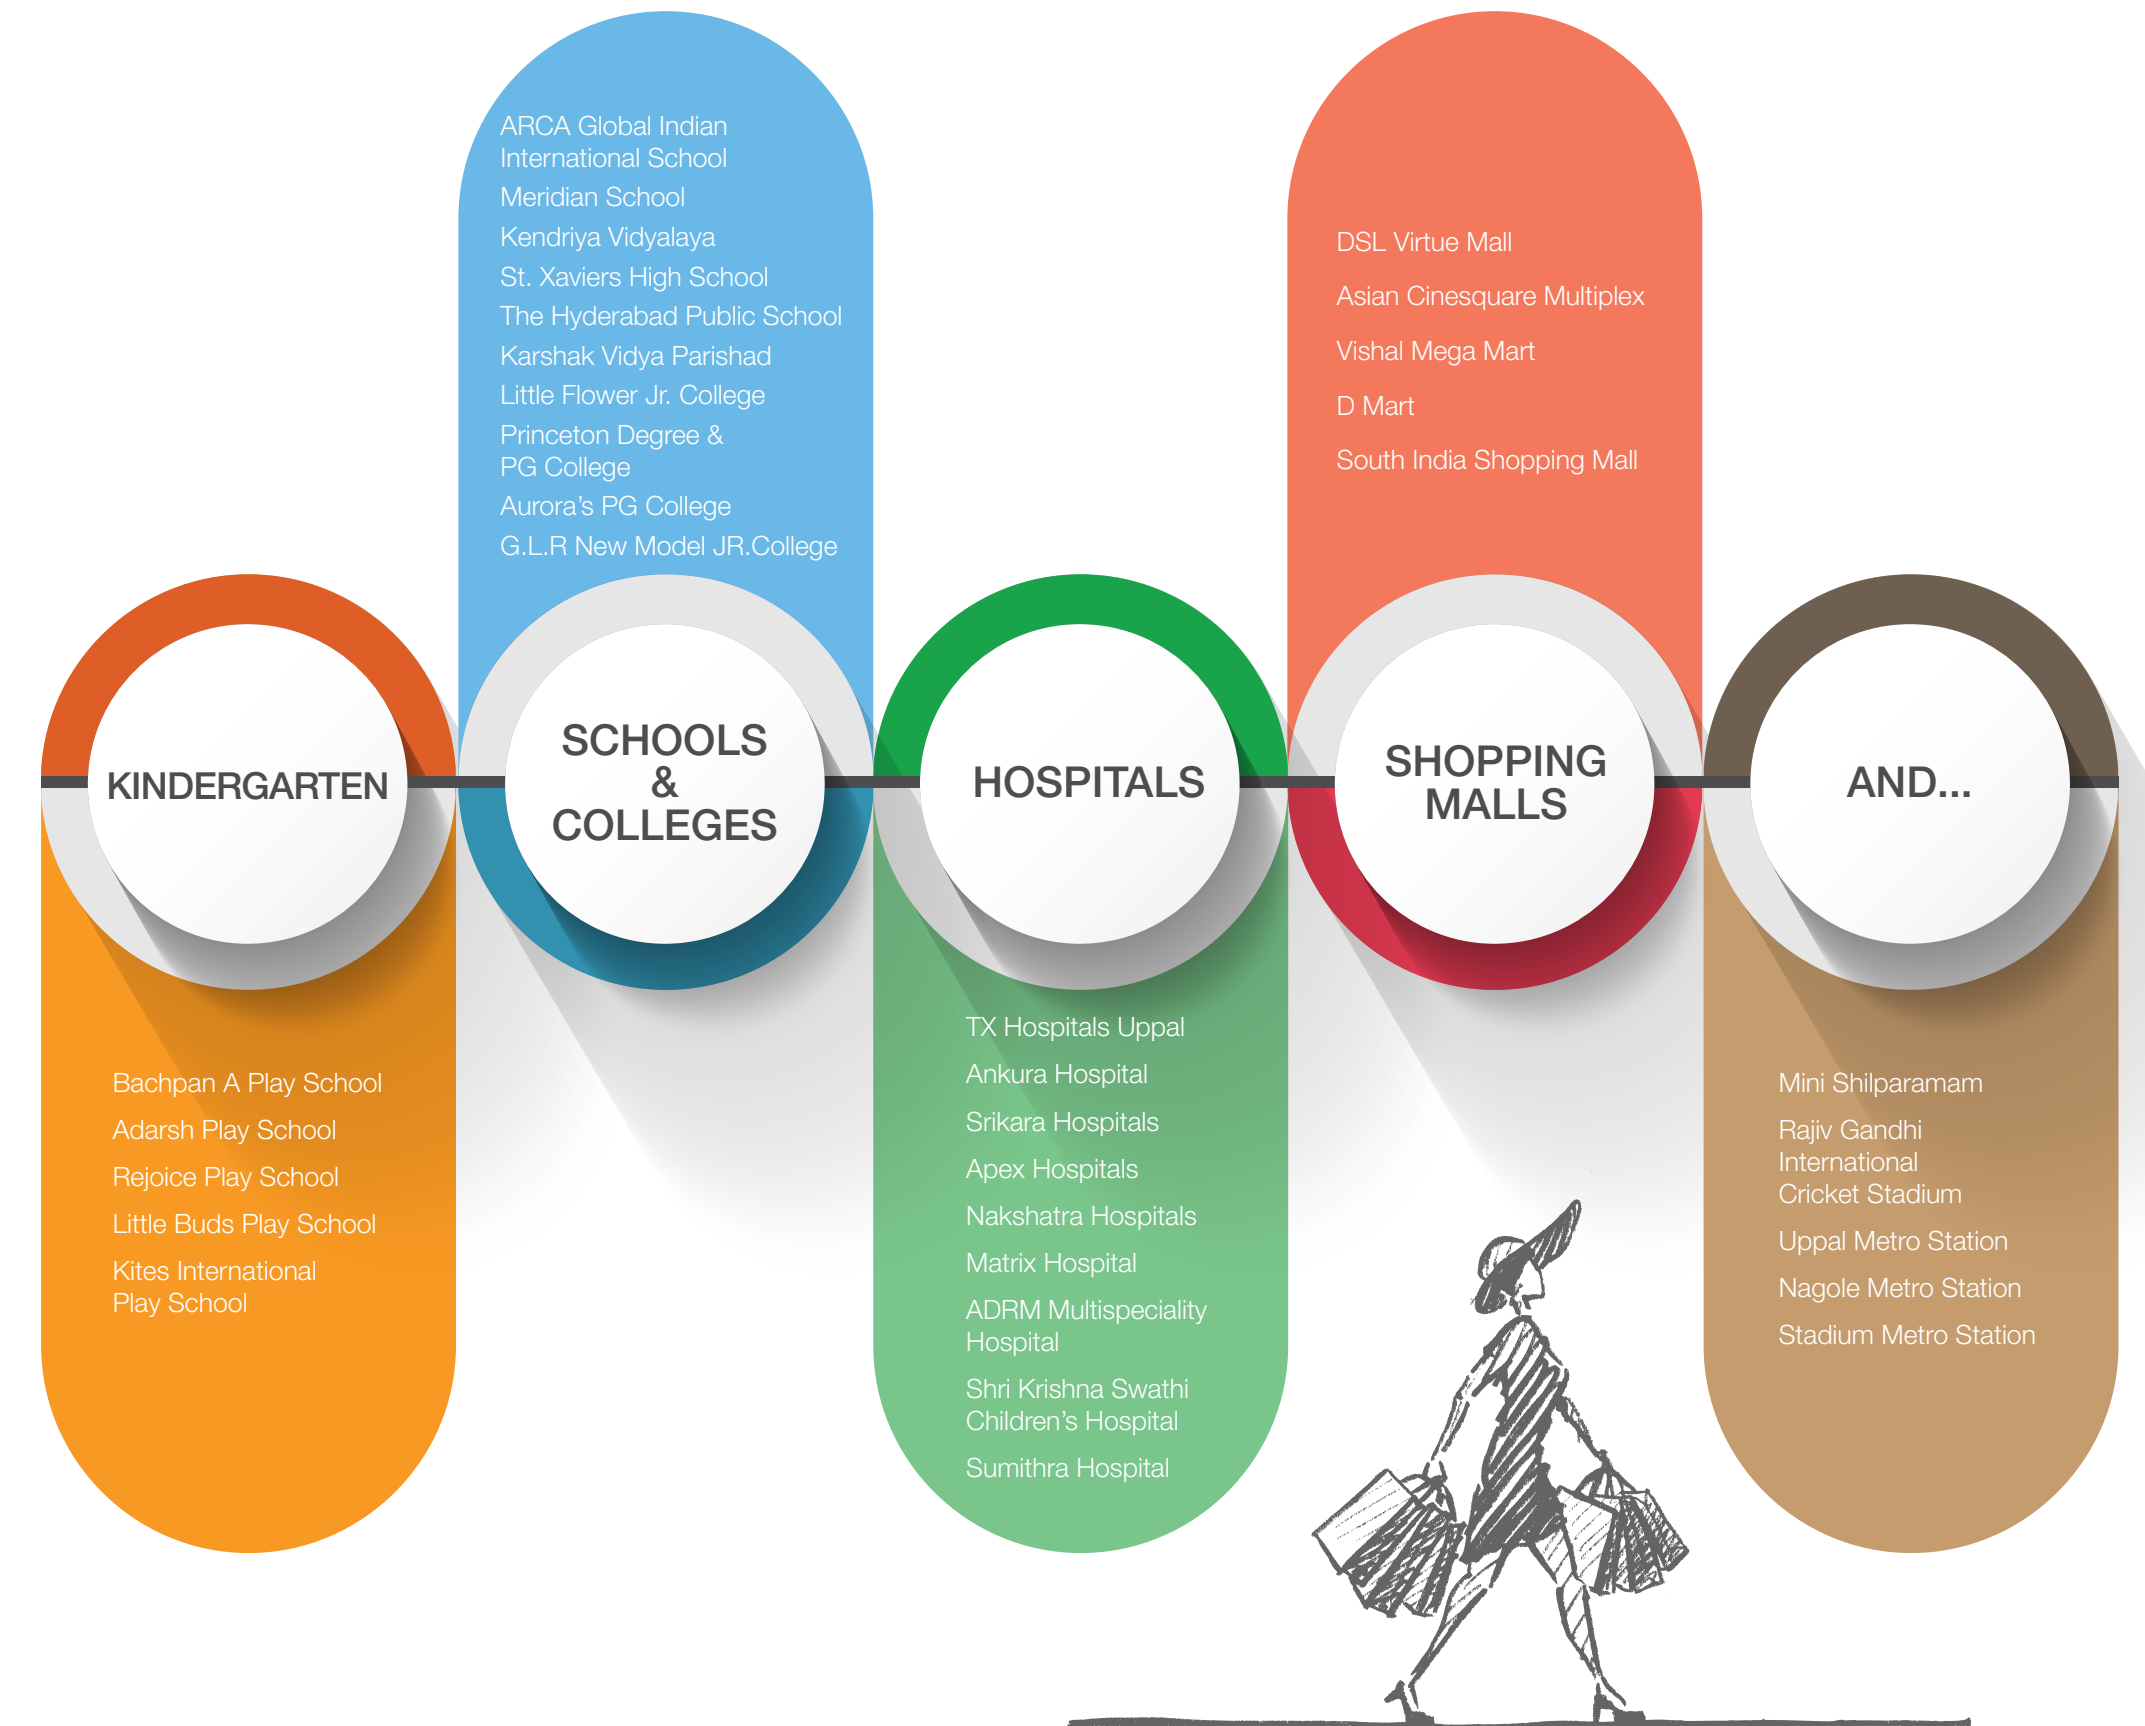 KINDERGARTEN
Bachpan A Play School
Adarsh Play School
Rejoice Play School
Little Buds Play School
Kites International
Play School
ARCA Global Indian
International School
Meridian School
Kendriya Vidyalaya
St. Xaviers High School
The Hyderabad Public School
Karshak Vidya Parishad
Little Flower Jr. College
Princeton Degree &
PG College
Aurora’s PG College
G.L.R New Model JR.College
SCHOOLS
&
COLLEGES
HOSPITALS
TX Hospitals Uppal
Ankura Hospital
Srikara Hospitals
Apex Hospitals
Nakshatra Hospitals
Matrix Hospital
ADRM Multispeciality
Hospital
Shri Krishna Swathi
Children’s Hospital
Sumithra Hospital
DSL Virtue Mall
Asian Cinesquare Multiplex
Vishal Mega Mart
D Mart
South India Shopping Mall
SHOPPING
MALLS
AND...
Mini Shilparamam
Rajiv Gandhi
International
Cricket Stadium
Uppal Metro Station
Nagole Metro Station
Stadium Metro Station